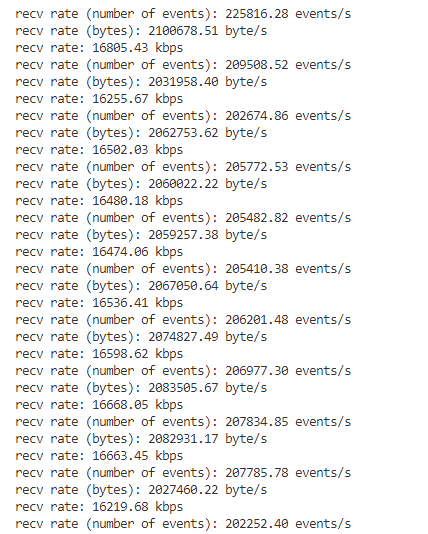 recv rate (number of events): 225816.28 events/s
recv rate (bytes): 2100678.51 byte/s
recv rate: 16805.43 kbps
recv rate (number of events): 209508.52 events/s
recv rate (bytes): 2031958.40 byte/s
recv rate: 16255.67 kbps
recv rate (number of events): 202674.86 events/s
recv rate (bytes): 2062753.62 byte/s
recv rate: 16502.03 kbps
recv rate (number of events): 205772.53 events/s
recv rate (bytes): 2060022.22 byte/s
recv rate: 16480.18 kbps
recv rate (number of events): 205482.82 events/s
recv rate (bytes): 2059257.38 byte/s
recv rate: 16474.06 kbps
recv rate (number of events): 205410.38 events/s
recv rate (bytes): 2067050.64 byte/s
recv rate: 16536.41 kbps
recv rate (number of events): 206201.48 events/s
recv rate (bytes): 2074827.49 byte/s
recv rate: 16598.62 kbps
recv rate (number of events): 206977.30 events/s
recv rate (bytes): 2083505.67 byte/s
recv rate: 16668.05 kbps
recv rate (number of events): 207834.85 events/s
recv rate (bytes): 2082931.17 byte/s
recv rate: 16663.45 kbps
recv rate (number of events): 207785.78 events/s
recv rate (bytes): 2027460.22 byte/s
recv rate: 16219.68 kbps
recv rate (number of events): 202252.40 events/s